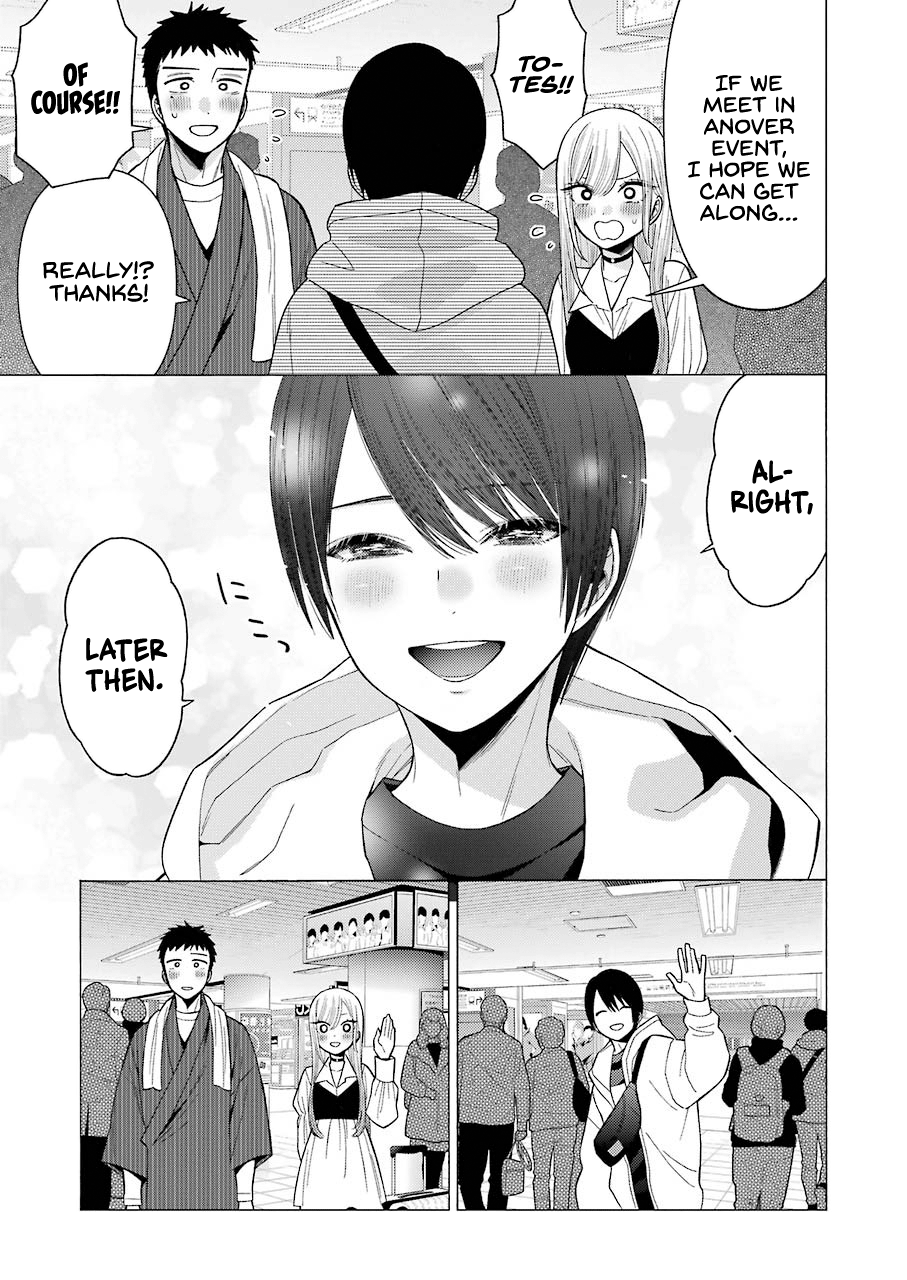 IF WE
MEET IN
ANOVER
EVENT,
I HOPE WE
CAN GET
ALONG...
TO-
TES!!
OF
COURSE!!
REALLY!?
THANKS!
AL-
RIGHT,
LATER
THEN.